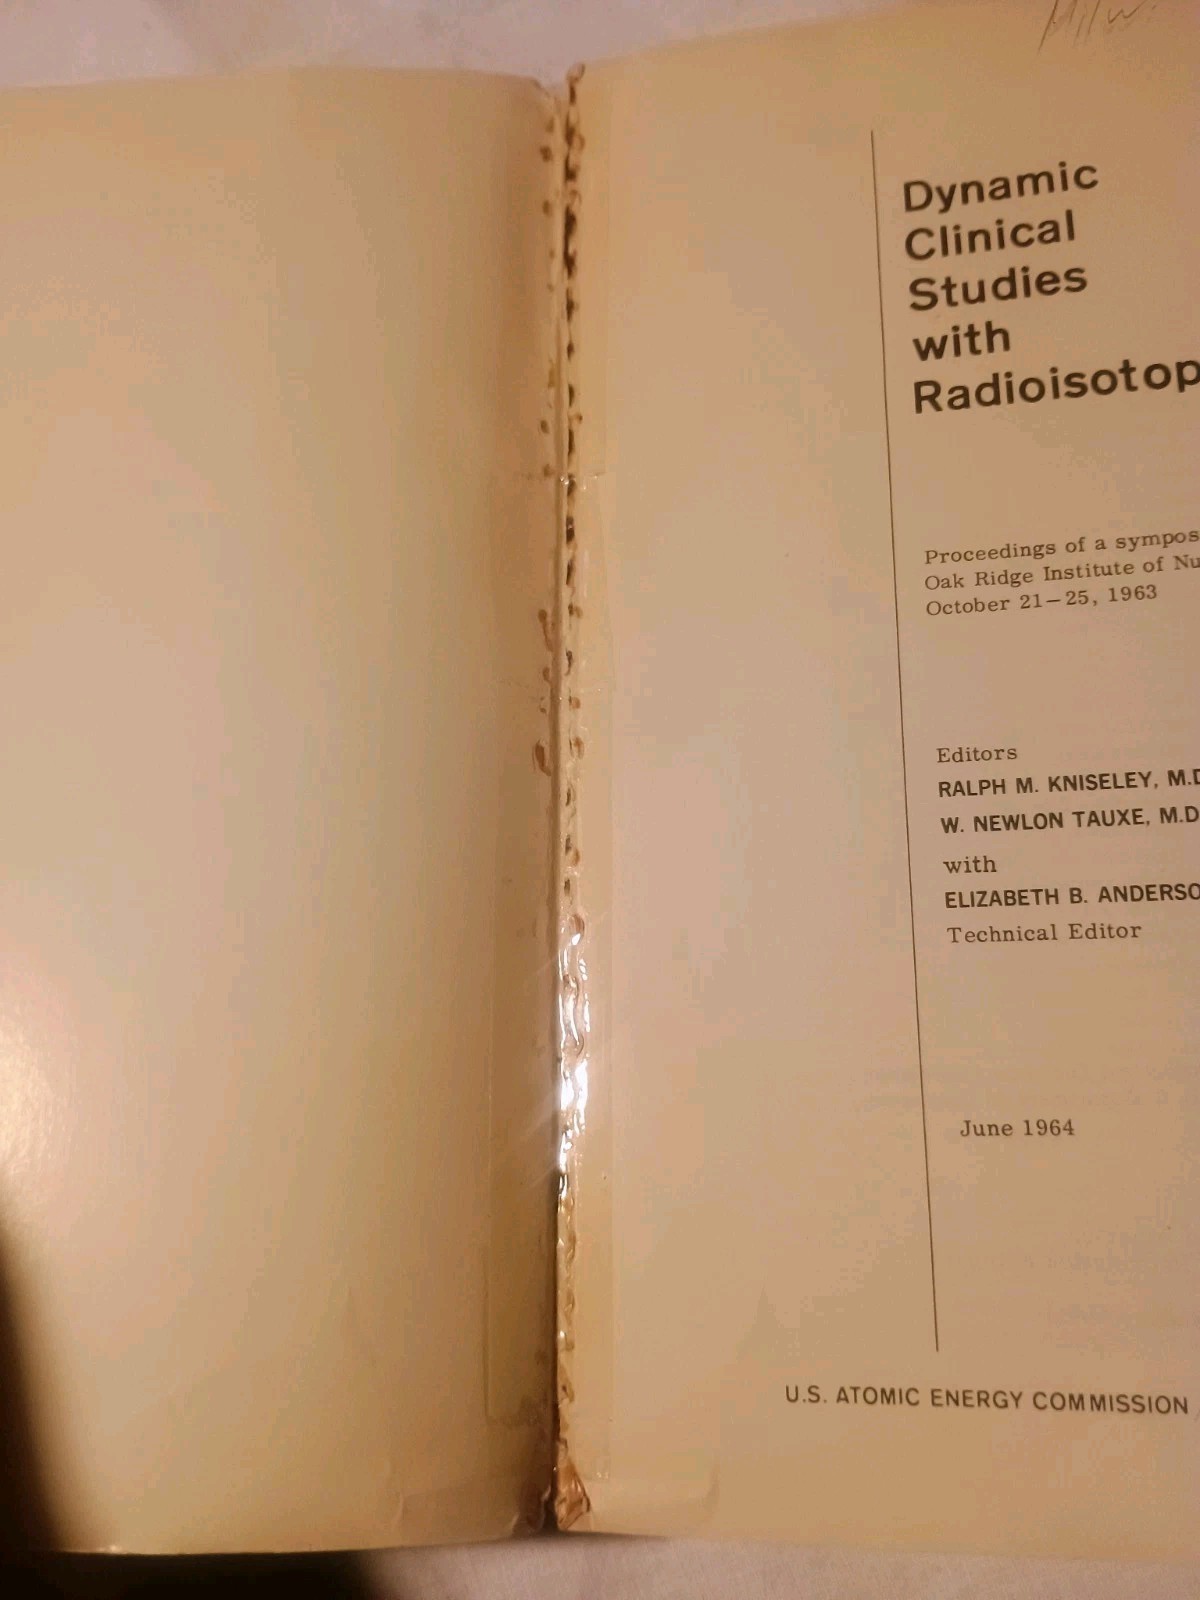 Milw.
Dynamic
Clinical
Studies
with
Radioisotop
Proceedings of a sympos
Oak Ridge Institute of Nu
October 21–25, 1963
Editors
RALPH M. KNISELEY, M.D
W. NEWLON TAUXE, M.D
with
ELIZABETH B. ANDERSO
Technical Editor
June 1964
U.S. ATOMIC ENERGY COMMISSION